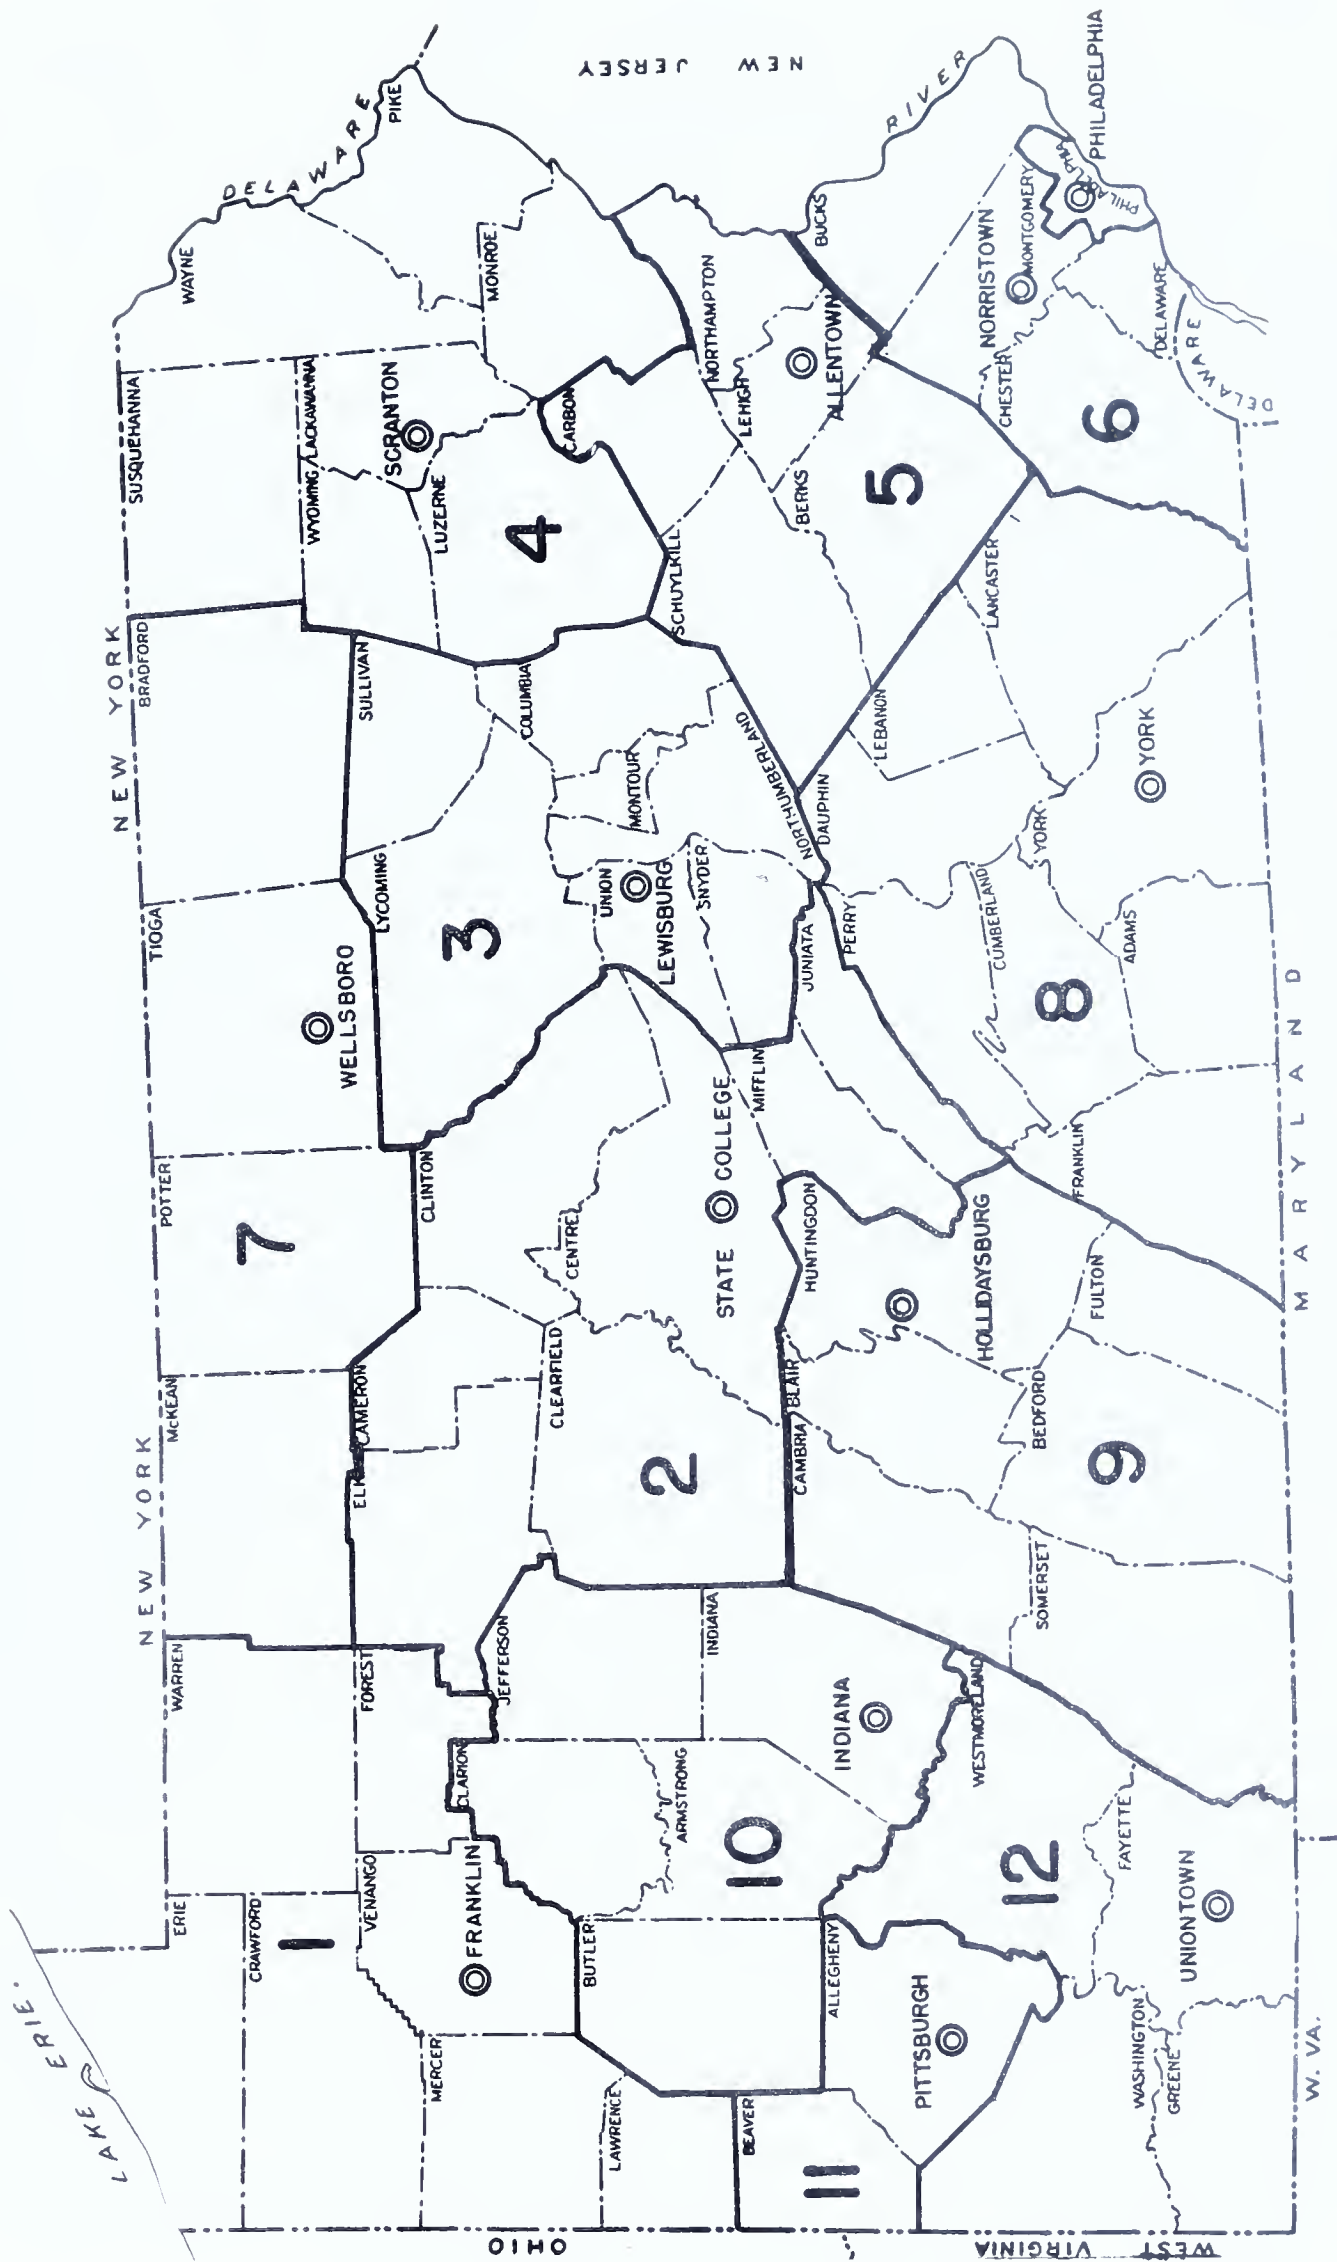 LAKE ERIE.
NEW YORK
NEW YORK
NEW JERSEY
DELAWARE
RIVER
OHIO
WEST VIRGINIA
W. VA.
MARYLAND
DELAWARE
ERIE
CRAWFORD
1
VENANGO
FRANKLIN
MERCER
LAWRENCE
WARREN
FOREST
CLARION
McKEAN
POTTER
7
TIOGA
WELLSBORO
BRADFORD
ELK
CAMERON
CLINTON
CLEARFIELD
CENTRE
2
STATE COLLEGE
MIFFLIN
JUNIATA
LYCOMING
SULLIVAN
3
COLUMBIA
MONTOUR
UNION
LEWISBURG
SNYDER
NORTHUMBERLAND
SUSQUEHANNA
WAYNE
WYOMING
LACKAWANNA
SCRANTON
LUZERNE
PIKE
MONROE
4
CARBON
SCHUYLKILL
NORTHAMPTON
LEHIGH
ALLENTOWN
BERKS
5
BUCKS
NORRISTOWN
MONTGOMERY
CHESTER
6
DELAWARE
PHILADELPHIA
PHILADELPHIA
DAUPHIN
LEBANON
LANCASTER
PERRY
CUMBERLAND
YORK
YORK
ADAMS
8
FRANKLIN
HUNTINGDON
BLAIR
CAMBRIA
HOLLIDAYSBURG
FULTON
BEDFORD
9
SOMERSET
JEFFERSON
INDIANA
INDIANA
ARMSTRONG
10
BUTLER
BEAVER
11
ALLEGHENY
PITTSBURGH
WESTMORELAND
12
FAYETTE
UNIONTOWN
WASHINGTON
GREENE